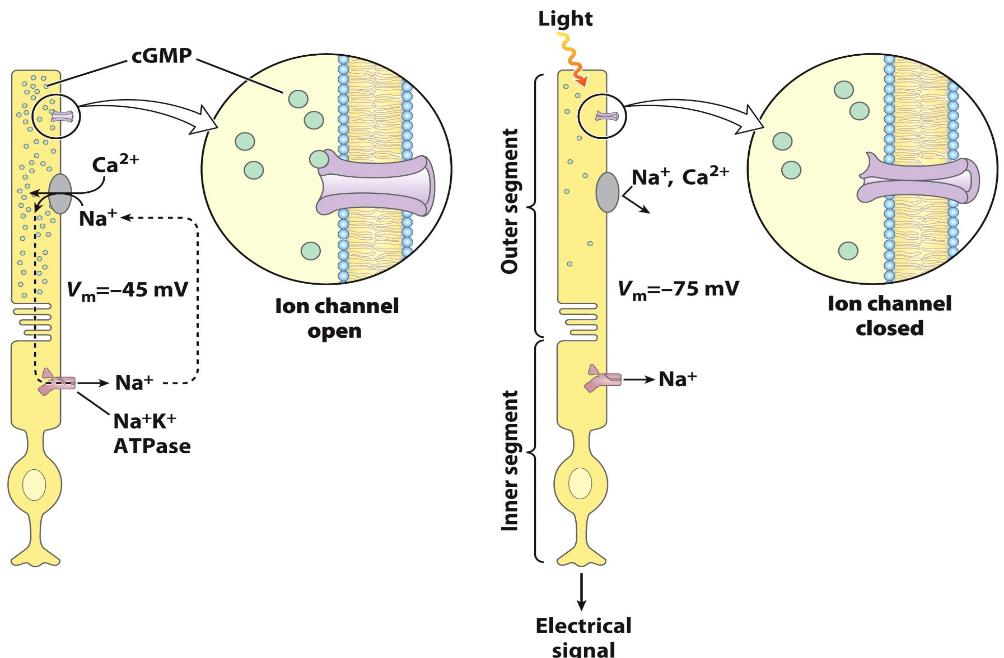 cGMP
Ca²⁺
Na⁺
Vm=–45 mV
Na⁺
Na⁺K⁺
ATPase
Ion channel
open
Light
Outer segment
Na⁺, Ca²⁺
Vm=–75 mV
Ion channel
closed
Na⁺
Inner segment
Electrical
signal